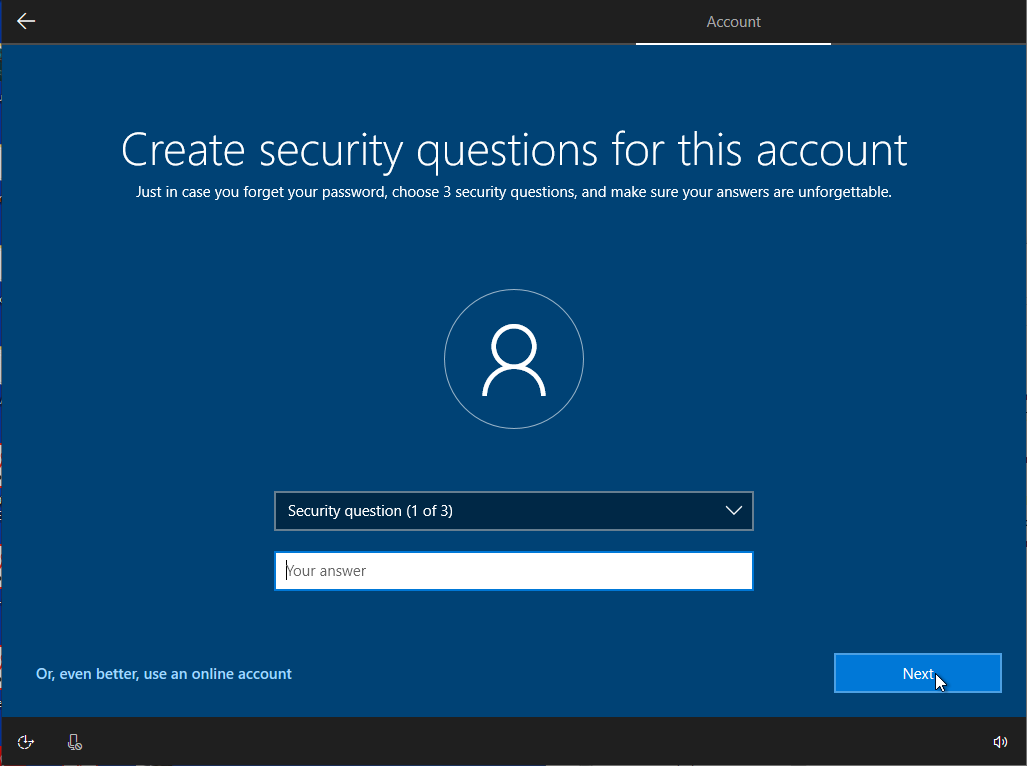 Account
Create security questions for this account
Just in case you forget your password, choose 3 security questions, and make sure your answers are unforgettable.
Security question (1 of 3)
Your answer
Or, even better, use an online account
Next